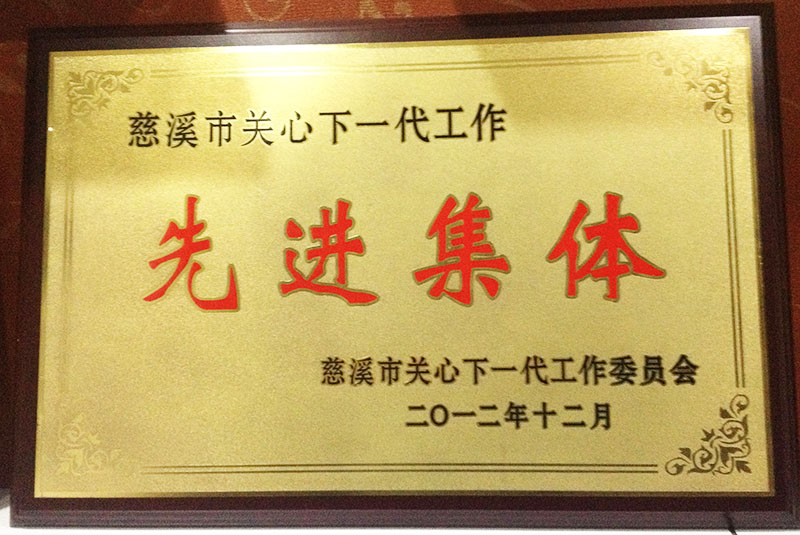 慈溪市关心下一代工作
先进集体
慈溪市关心下一代工作委员会
二〇一二年十二月